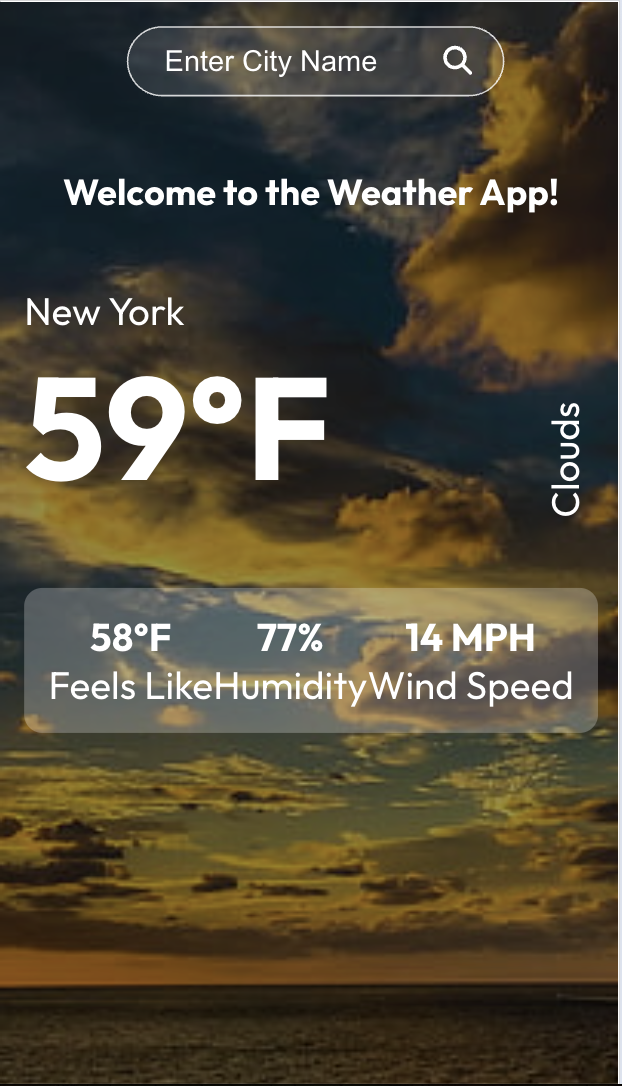 Enter City Name
Welcome to the Weather App!
New York
59°F
Clouds
58°F 77% 14 MPH
Feels Like Humidity Wind Speed